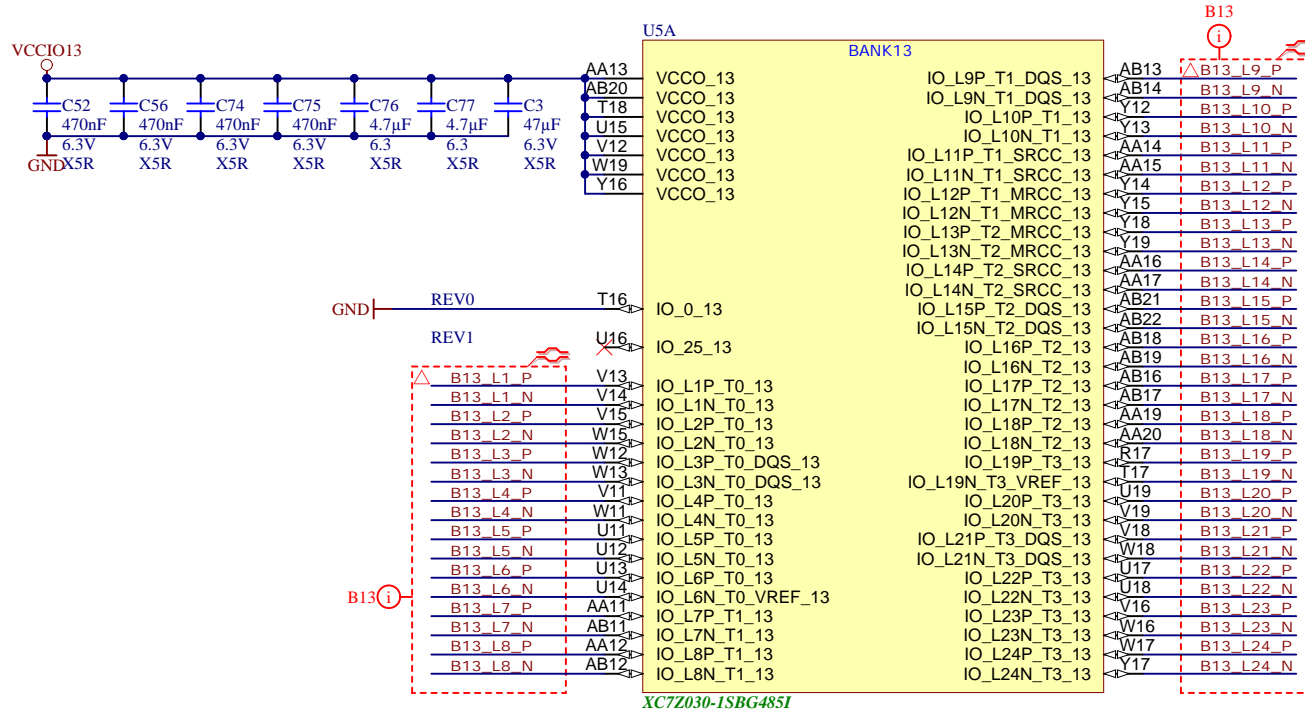 B13
U5A
VCCIO13
BANK13
C52
470nF
6.3V
X5R
C56
470nF
6.3V
X5R
C74
470nF
6.3V
X5R
C75
470nF
6.3V
X5R
C76
4.7µF
6.3
X5R
C77
4.7µF
6.3
X5R
C3
47µF
6.3V
X5R
GND
AA13 VCCO_13
AB20 VCCO_13
T18 VCCO_13
U15 VCCO_13
V12 VCCO_13
W19 VCCO_13
Y16 VCCO_13
GND REV0 T16 IO_0_13
REV1 U16 IO_25_13
B13_L1_P V13 IO_L1P_T0_13
B13_L1_N V14 IO_L1N_T0_13
B13_L2_P V15 IO_L2P_T0_13
B13_L2_N W15 IO_L2N_T0_13
B13_L3_P W12 IO_L3P_T0_DQS_13
B13_L3_N W13 IO_L3N_T0_DQS_13
B13_L4_P V11 IO_L4P_T0_13
B13_L4_N W11 IO_L4N_T0_13
B13_L5_P U11 IO_L5P_T0_13
B13_L5_N U12 IO_L5N_T0_13
B13_L6_P U13 IO_L6P_T0_13
B13 i
B13_L6_N U14 IO_L6N_T0_VREF_13
B13_L7_P AA11 IO_L7P_T1_13
B13_L7_N AB11 IO_L7N_T1_13
B13_L8_P AA12 IO_L8P_T1_13
B13_L8_N AB12 IO_L8N_T1_13
i
IO_L9P_T1_DQS_13 AB13 B13_L9_P
IO_L9N_T1_DQS_13 AB14 B13_L9_N
IO_L10P_T1_13 Y12 B13_L10_P
IO_L10N_T1_13 Y13 B13_L10_N
IO_L11P_T1_SRCC_13 AA14 B13_L11_P
IO_L11N_T1_SRCC_13 AA15 B13_L11_N
IO_L12P_T1_MRCC_13 Y14 B13_L12_P
IO_L12N_T1_MRCC_13 Y15 B13_L12_N
IO_L13P_T2_MRCC_13 Y18 B13_L13_P
IO_L13N_T2_MRCC_13 Y19 B13_L13_N
IO_L14P_T2_SRCC_13 AA16 B13_L14_P
IO_L14N_T2_SRCC_13 AA17 B13_L14_N
IO_L15P_T2_DQS_13 AB21 B13_L15_P
IO_L15N_T2_DQS_13 AB22 B13_L15_N
IO_L16P_T2_13 AB18 B13_L16_P
IO_L16N_T2_13 AB19 B13_L16_N
IO_L17P_T2_13 AB16 B13_L17_P
IO_L17N_T2_13 AB17 B13_L17_N
IO_L18P_T2_13 AA19 B13_L18_P
IO_L18N_T2_13 AA20 B13_L18_N
IO_L19P_T3_13 R17 B13_L19_P
IO_L19N_T3_VREF_13 T17 B13_L19_N
IO_L20P_T3_13 U19 B13_L20_P
IO_L20N_T3_13 V19 B13_L20_N
IO_L21P_T3_DQS_13 V18 B13_L21_P
IO_L21N_T3_DQS_13 W18 B13_L21_N
IO_L22P_T3_13 U17 B13_L22_P
IO_L22N_T3_13 U18 B13_L22_N
IO_L23P_T3_13 V16 B13_L23_P
IO_L23N_T3_13 W16 B13_L23_N
IO_L24P_T3_13 W17 B13_L24_P
IO_L24N_T3_13 Y17 B13_L24_N
XC7Z030-1SBG485I